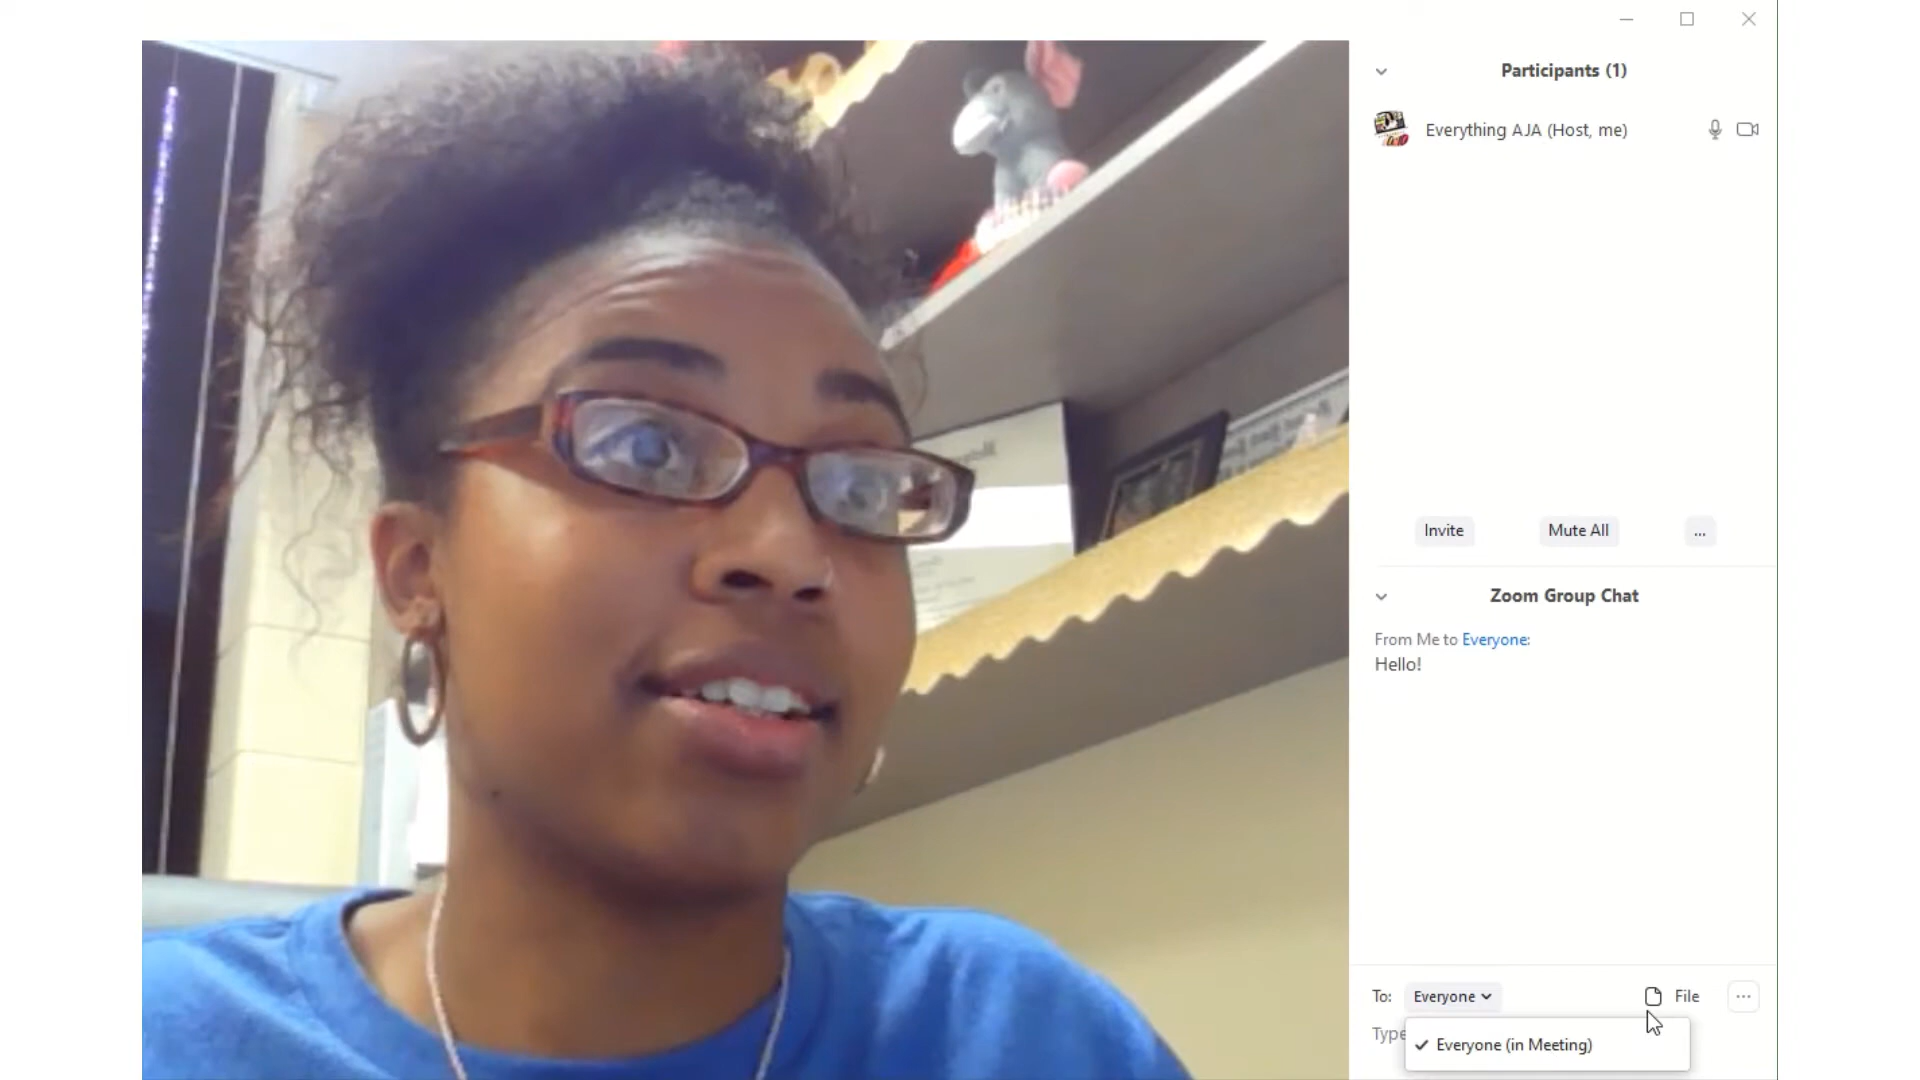 Participants (1)
Everything AJA (Host, me)
Invite
Mute All
...
Zoom Group Chat
From Me to Everyone:
Hello!
To: Everyone
File
...
Type
Everyone (in Meeting)